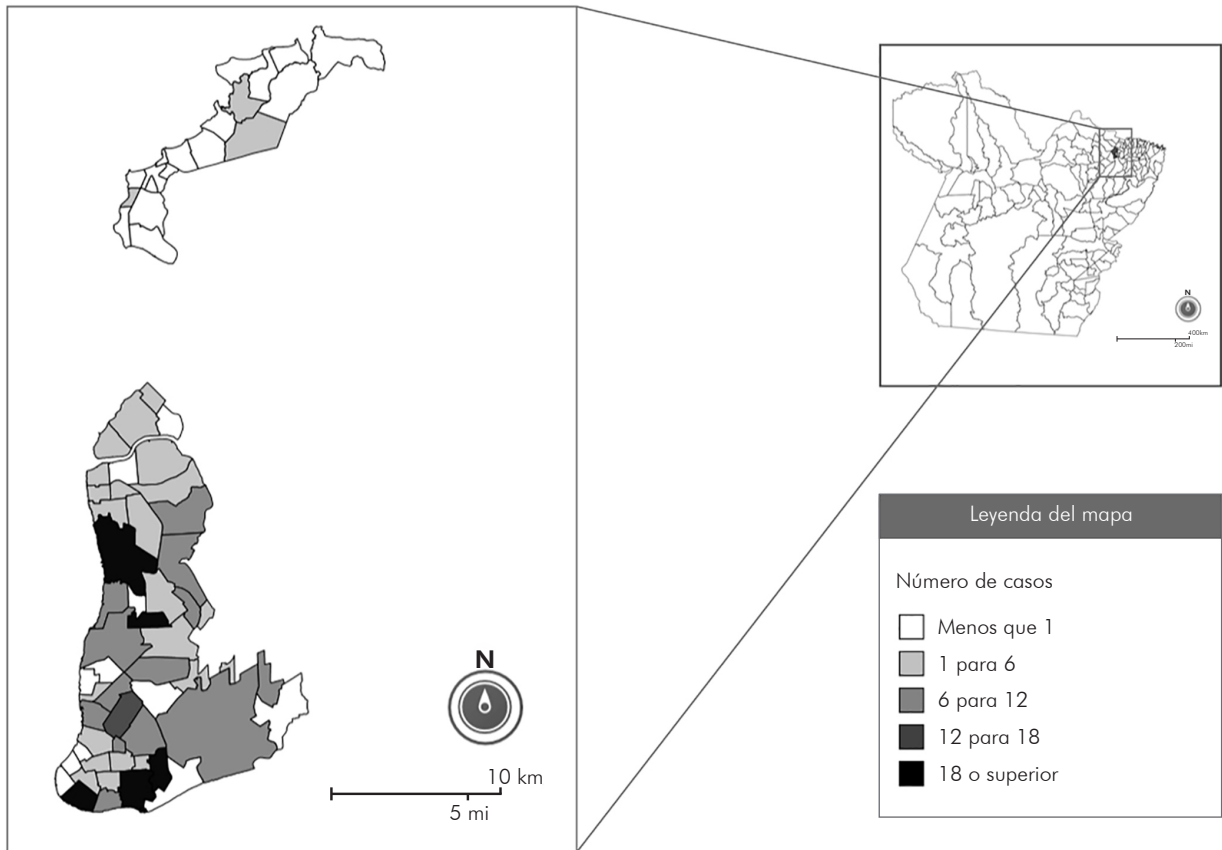 N
400km
200mi
Leyenda del mapa
Número de casos
Menos que 1
1 para 6
6 para 12
12 para 18
18 o superior
N
10 km
5 mi